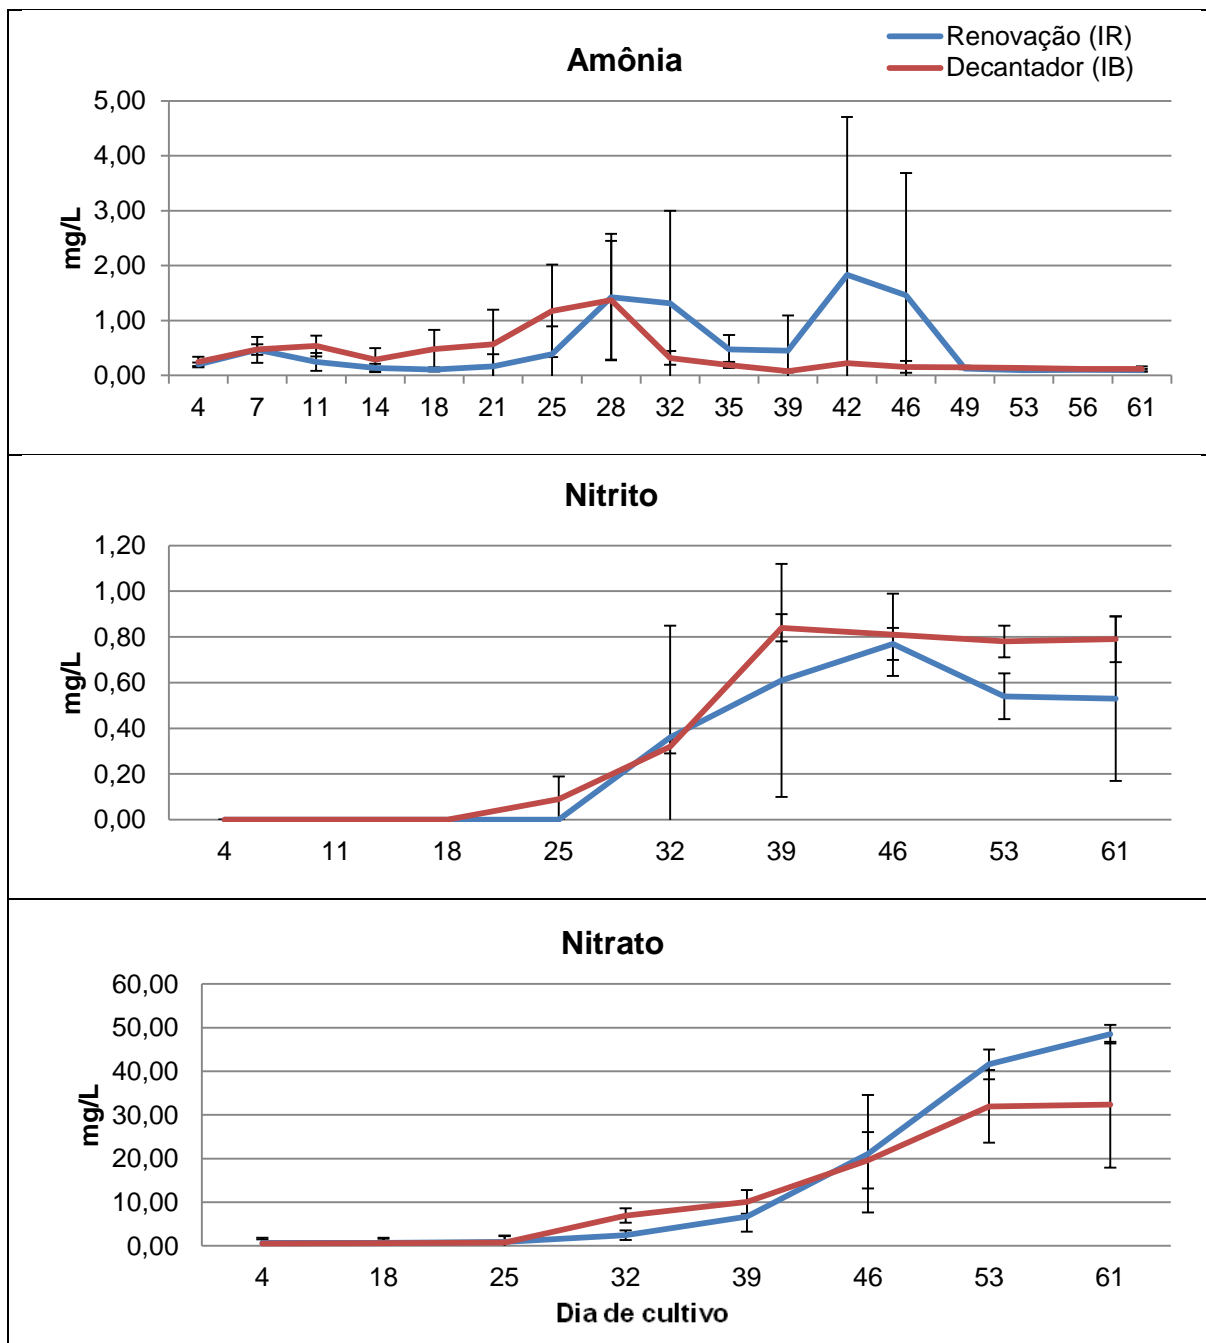 Renovação (IR)
Decantador (IB)
Amônia
5,00
4,00
3,00
2,00
1,00
0,00
mg/L
4 7 11 14 18 21 25 28 32 35 39 42 46 49 53 56 61
Nitrito
1,20
1,00
0,80
0,60
0,40
0,20
0,00
mg/L
4 11 18 25 32 39 46 53 61
Nitrato
60,00
50,00
40,00
30,00
20,00
10,00
0,00
mg/L
4 18 25 32 39 46 53 61
Dia de cultivo